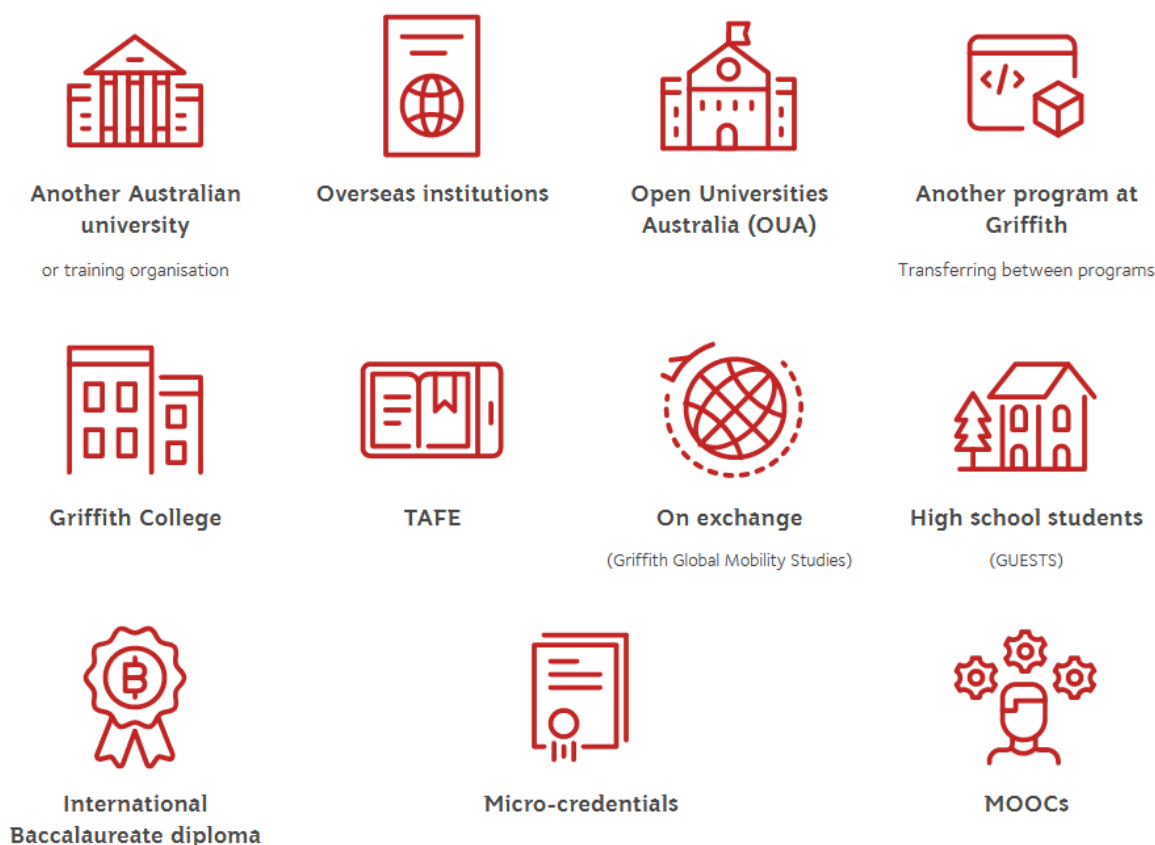 Another Australian
university
or training organisation
Overseas institutions
Open Universities
Australia (OUA)
Another program at
Griffith
Transferring between programs
Griffith College
TAFE
On exchange
(Griffith Global Mobility Studies)
High school students
(GUESTS)
International
Baccalaureate diploma
Micro-credentials
MOOCs